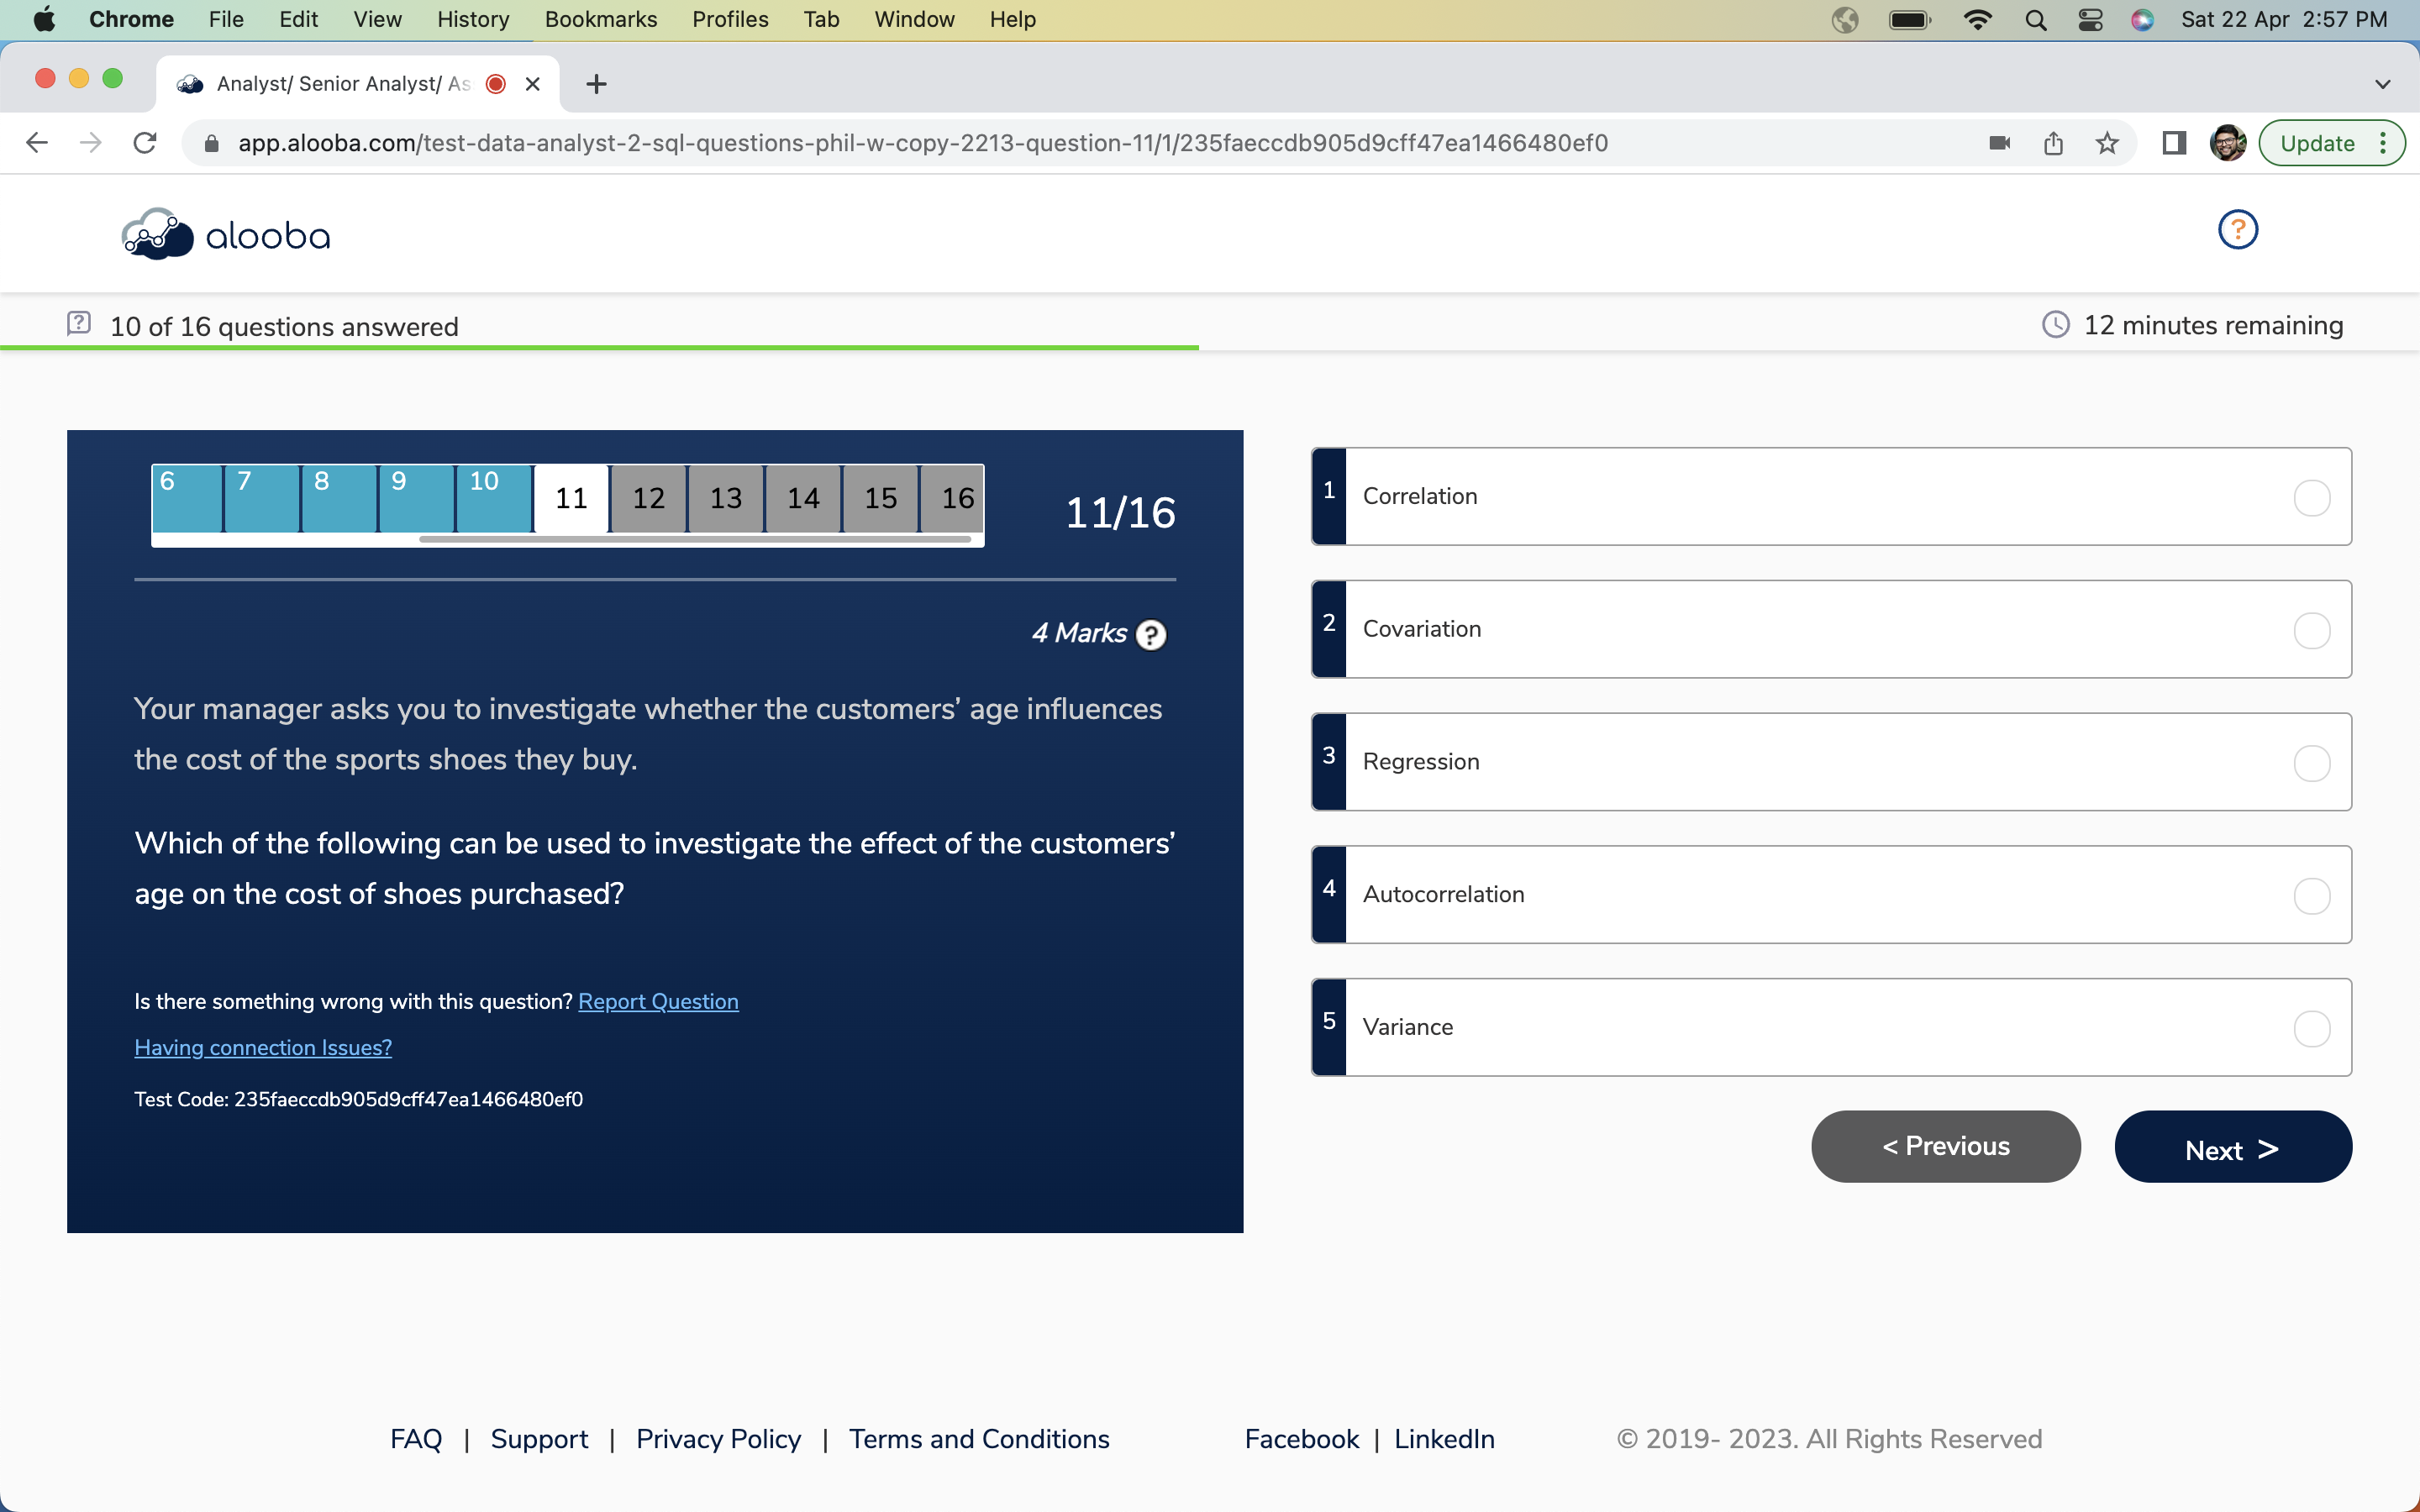 Chrome File Edit View History Bookmarks Profiles Tab Window Help Sat 22 Apr 2:57 PM
Analyst/ Senior Analyst/ As
app.alooba.com/test-data-analyst-2-sql-questions-phil-w-copy-2213-question-11/1/235faeccdb905d9cff47ea1466480ef0 Update
alooba ?
? 10 of 16 questions answered 12 minutes remaining
6 7 8 9 10 11 12 13 14 15 16 11/16
4 Marks ?
Your manager asks you to investigate whether the customers’ age influences
the cost of the sports shoes they buy.
Which of the following can be used to investigate the effect of the customers’
age on the cost of shoes purchased?
Is there something wrong with this question? Report Question
Having connection Issues?
Test Code: 235faeccdb905d9cff47ea1466480ef0
1 Correlation
2 Covariation
3 Regression
4 Autocorrelation
5 Variance
< Previous Next >
FAQ | Support | Privacy Policy | Terms and Conditions Facebook | LinkedIn © 2019- 2023. All Rights Reserved